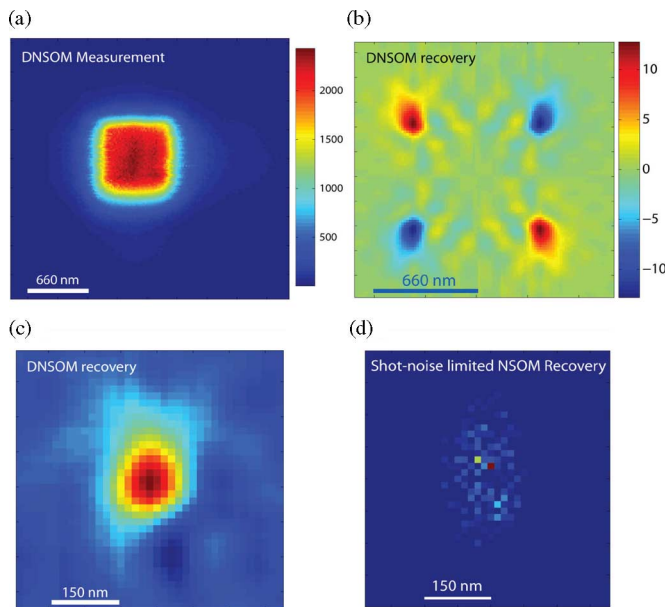 (a)
DNSOM Measurement
2000
1500
1000
500
660 nm
(b)
DNSOM recovery
10
5
0
−5
−10
660 nm
(c)
DNSOM recovery
150 nm
(d)
Shot-noise limited NSOM Recovery
150 nm